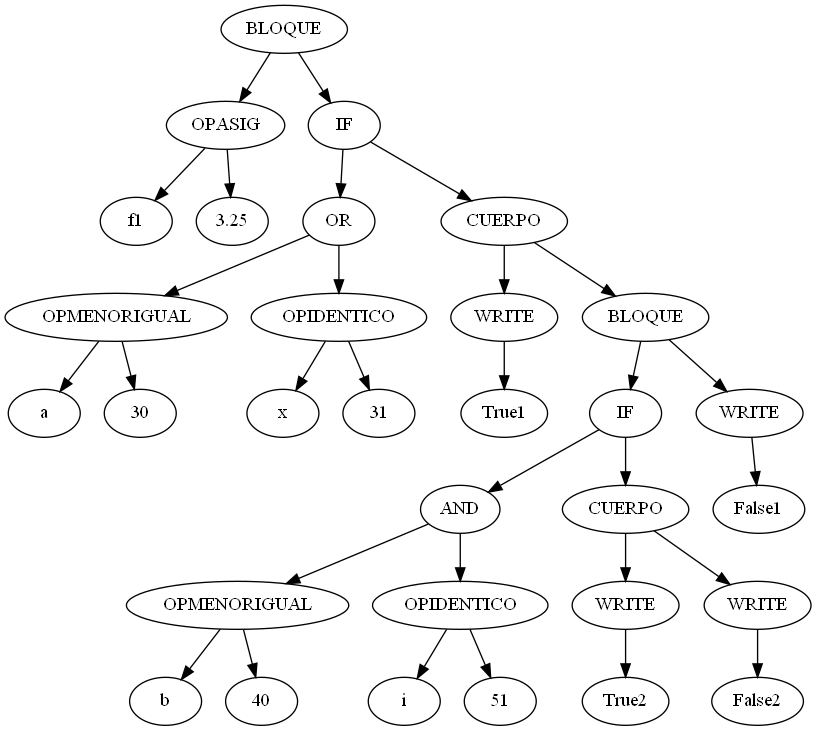 BLOQUE
OPASIG
IF
f1
3.25
OR
CUERPO
OPMENORIGUAL
OPIDENTICO
WRITE
BLOQUE
a
30
x
31
True1
IF
WRITE
AND
CUERPO
False1
OPMENORIGUAL
OPIDENTICO
WRITE
WRITE
b
40
i
51
True2
False2